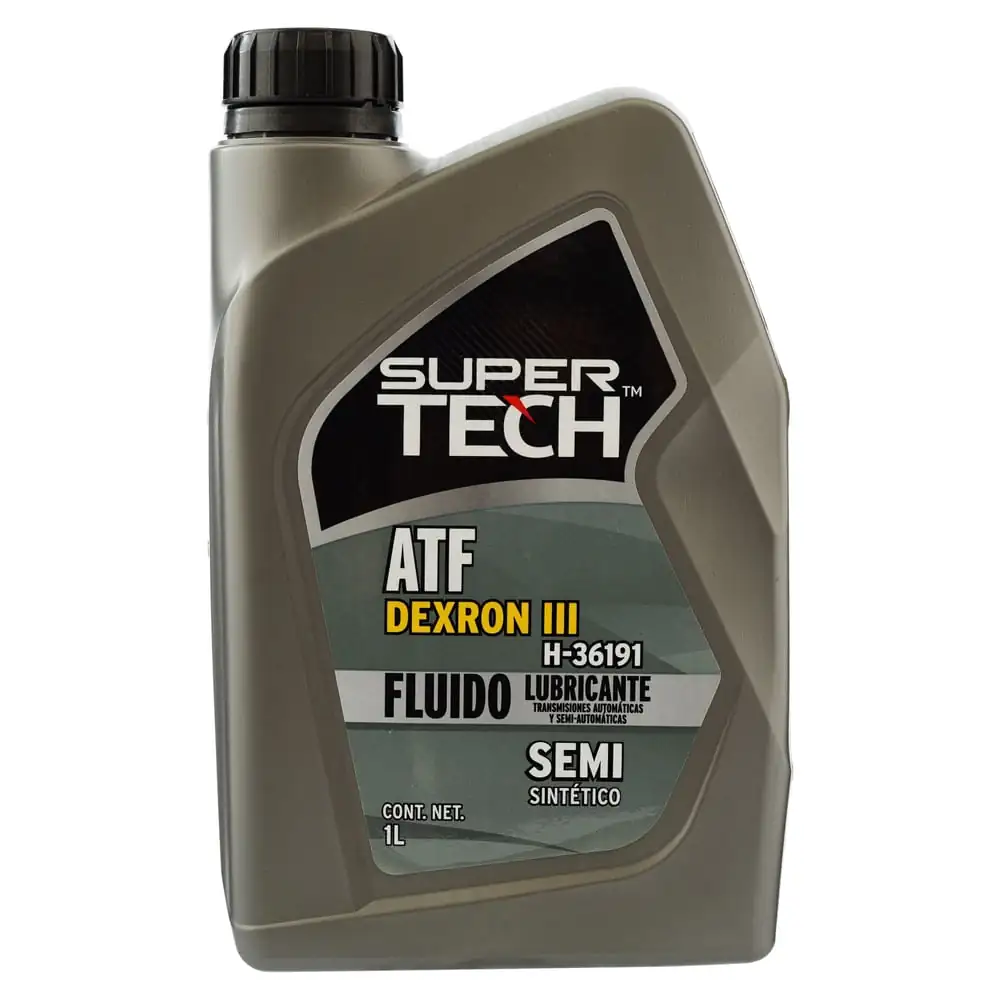 SUPER
TECH™
ATF
DEXRON III
H-36191
FLUIDO LUBRICANTE
TRANSMISIONES AUTOMÁTICAS
Y SEMI-AUTOMÁTICAS
SEMI
SINTÉTICO
CONT. NET.
1L